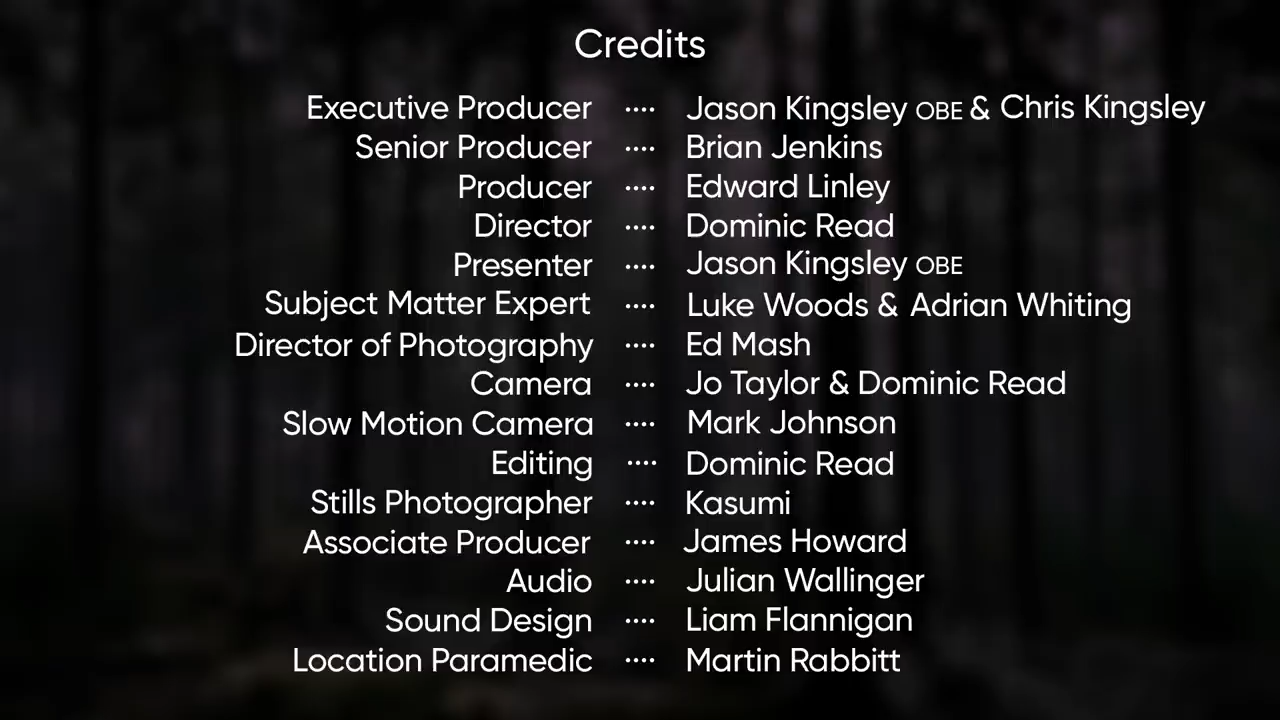 Credits
Executive Producer .... Jason Kingsley OBE & Chris Kingsley
Senior Producer .... Brian Jenkins
Producer .... Edward Linley
Director .... Dominic Read
Presenter .... Jason Kingsley OBE
Subject Matter Expert .... Luke Woods & Adrian Whiting
Director of Photography .... Ed Mash
Camera .... Jo Taylor & Dominic Read
Slow Motion Camera .... Mark Johnson
Editing .... Dominic Read
Stills Photographer .... Kasumi
Associate Producer .... James Howard
Audio .... Julian Wallinger
Sound Design .... Liam Flannigan
Location Paramedic .... Martin Rabbitt